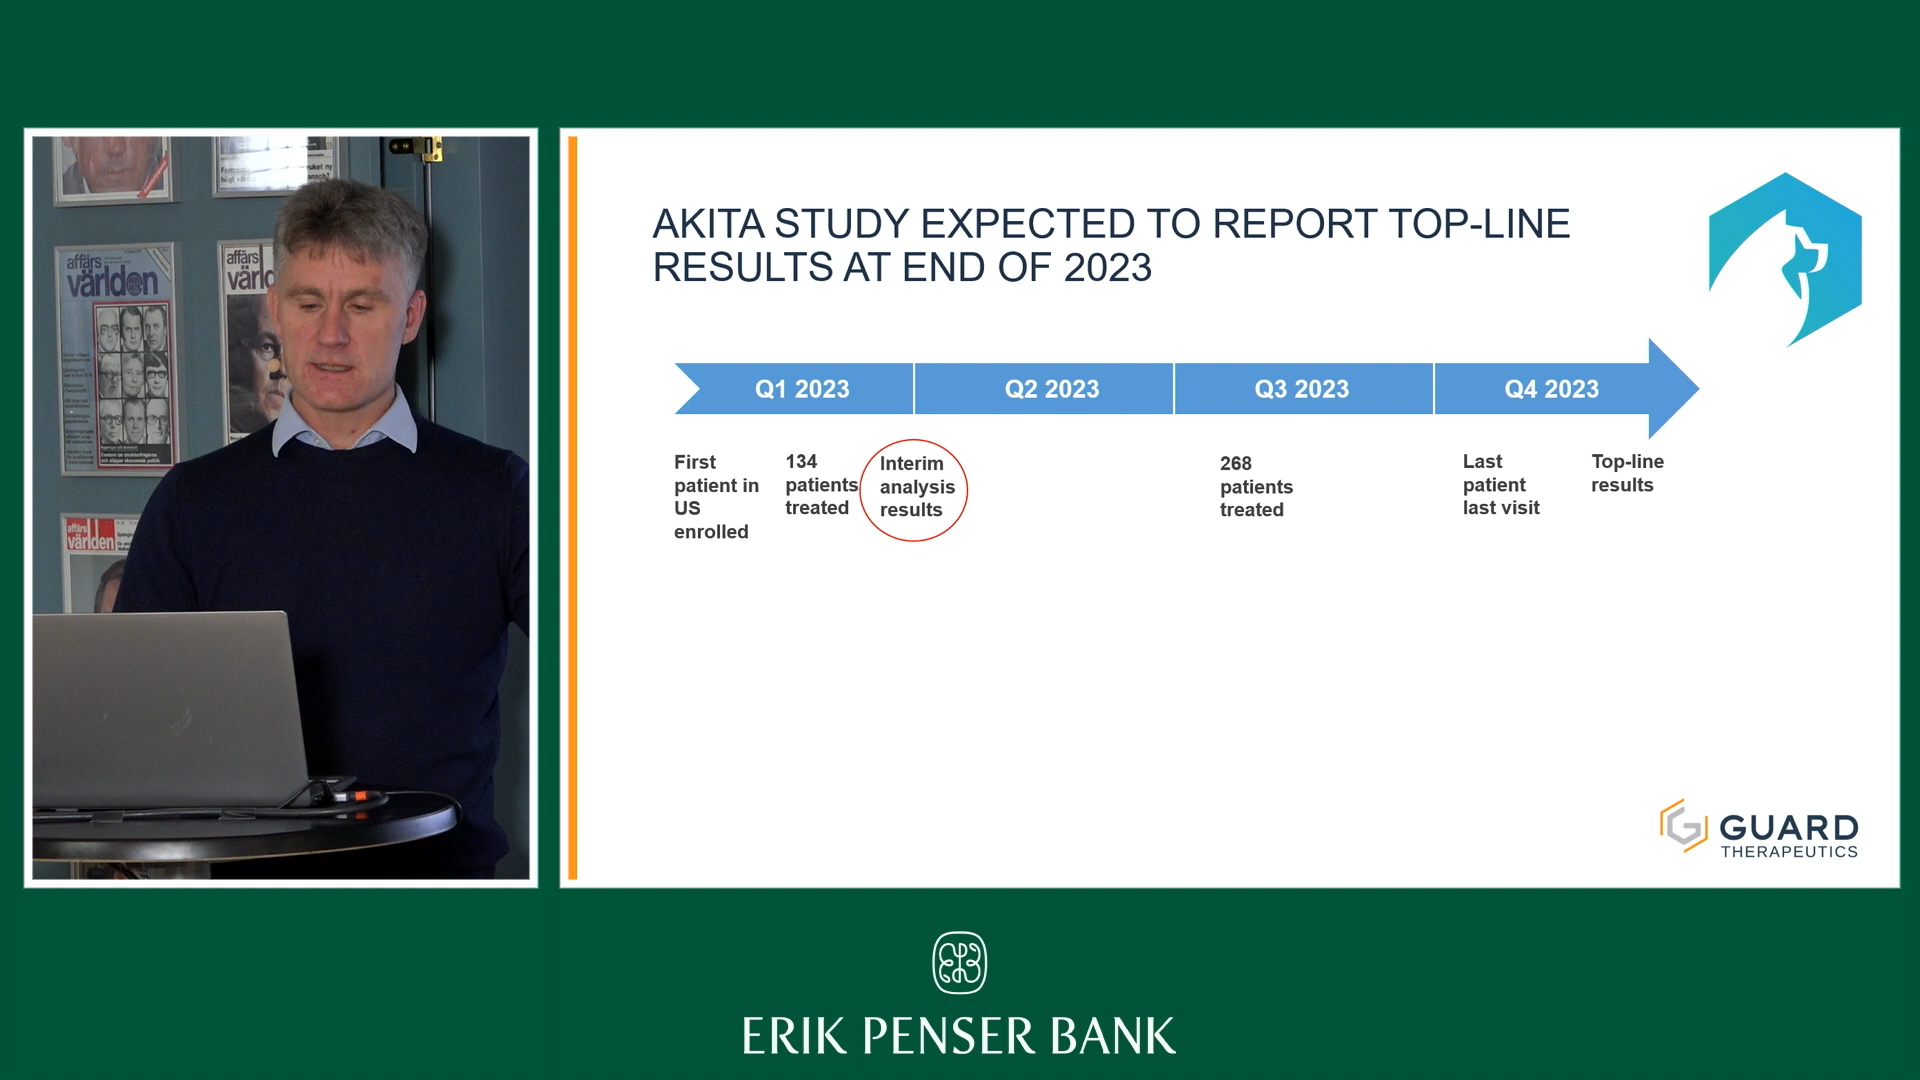 AKITA STUDY EXPECTED TO REPORT TOP-LINE
RESULTS AT END OF 2023
Q1 2023
Q2 2023
Q3 2023
Q4 2023
First
patient in
US
enrolled
134
patients
treated
Interim
analysis
results
268
patients
treated
Last
patient
last visit
Top-line
results
GUARD
THERAPEUTICS
affärs
världen
affärs
värl
affärs
världen
ERIK PENSER BANK